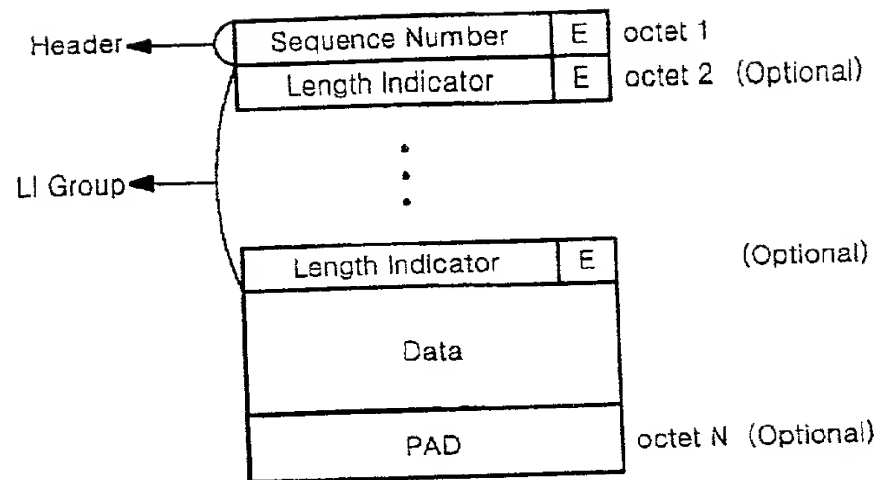 Header
Sequence Number E octet 1
Length Indicator E octet 2 (Optional)
LI Group
Length Indicator E (Optional)
Data
PAD octet N (Optional)